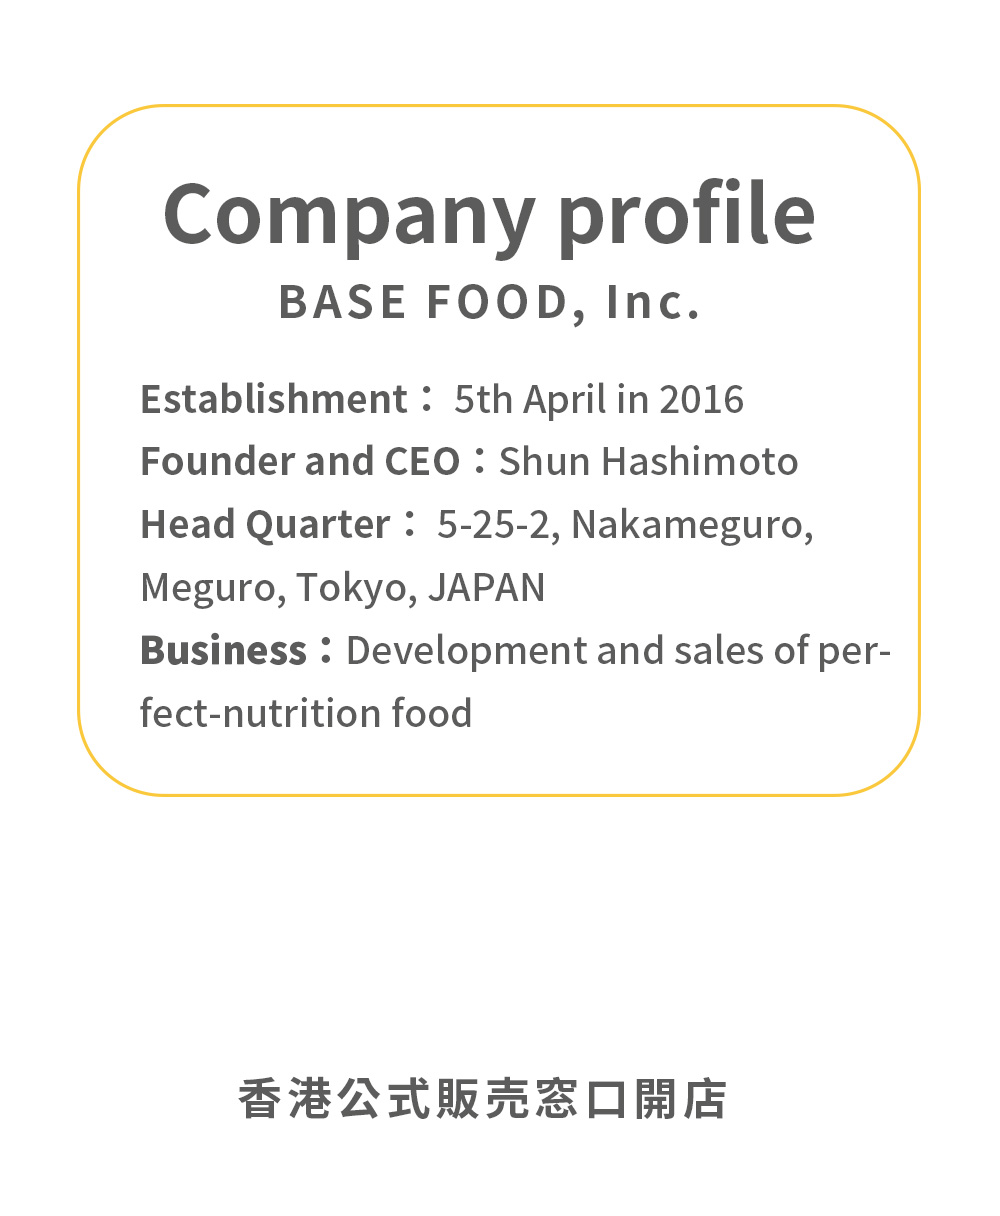 Company profile
BASE FOOD, Inc.
Establishment： 5th April in 2016
Founder and CEO：Shun Hashimoto
Head Quarter： 5-25-2, Nakameguro,
Meguro, Tokyo, JAPAN
Business：Development and sales of per-
fect-nutrition food
香港公式販売窓口開店